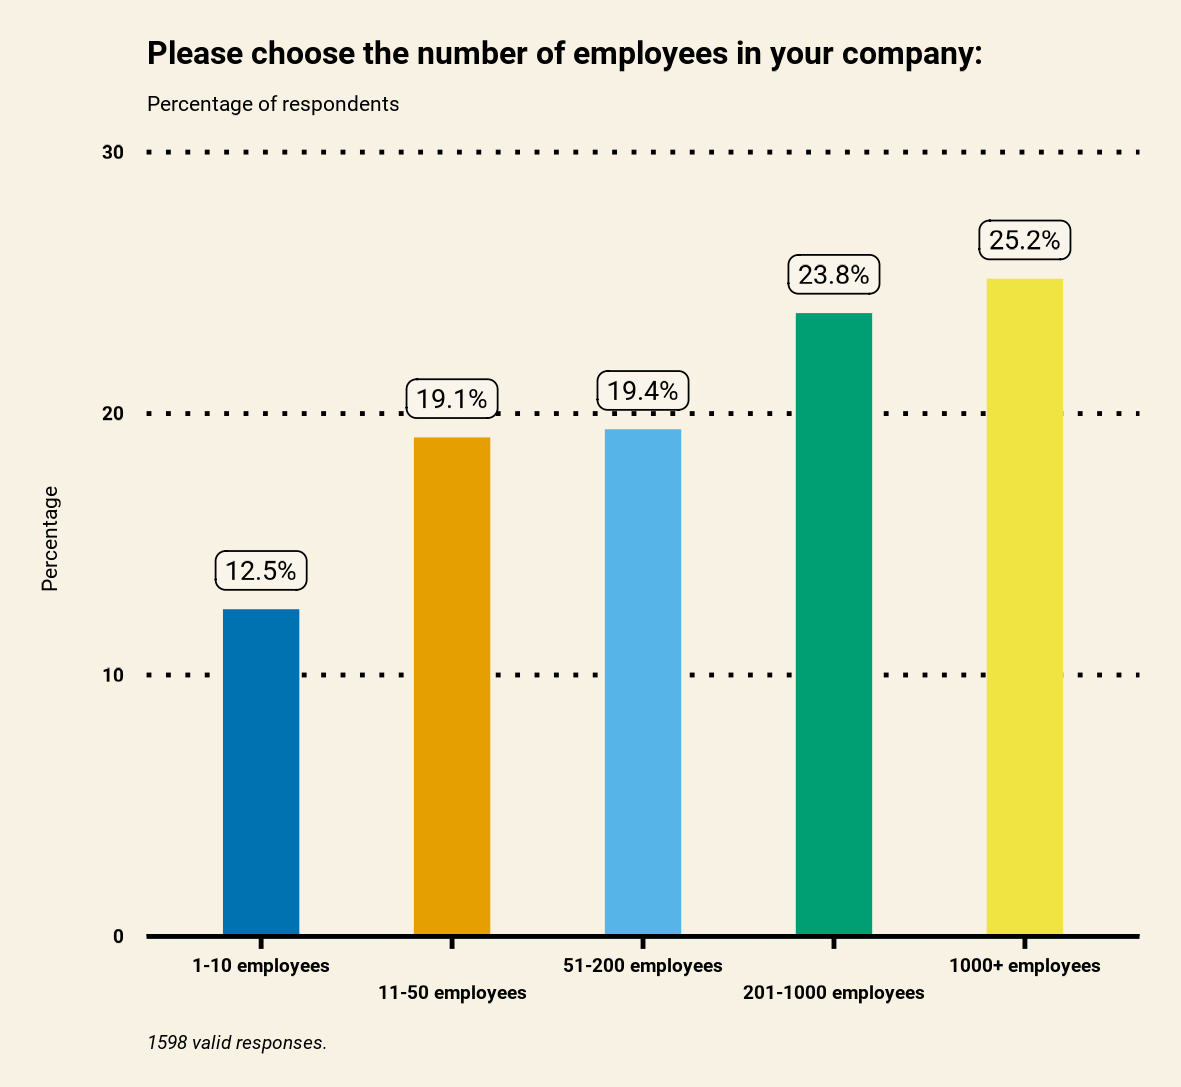 Please choose the number of employees in your company:
Percentage of respondents
30
25.2%
23.8%
19.4%
19.1%
20
Percentage
12.5%
10
0
1-10 employees
51-200 employees
1000+ employees
11-50 employees
201-1000 employees
1598 valid responses.